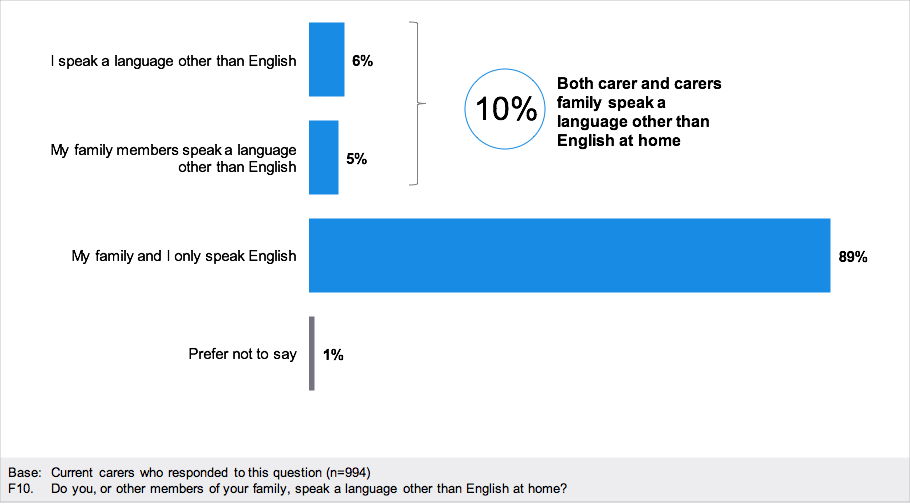 I speak a language other than English
6%
My family members speak a language
other than English
5%
10%
Both carer and carers
family speak a
language other than
English at home
My family and I only speak English
89%
Prefer not to say
1%
Base: Current carers who responded to this question (n=994)
F10. Do you, or other members of your family, speak a language other than English at home?